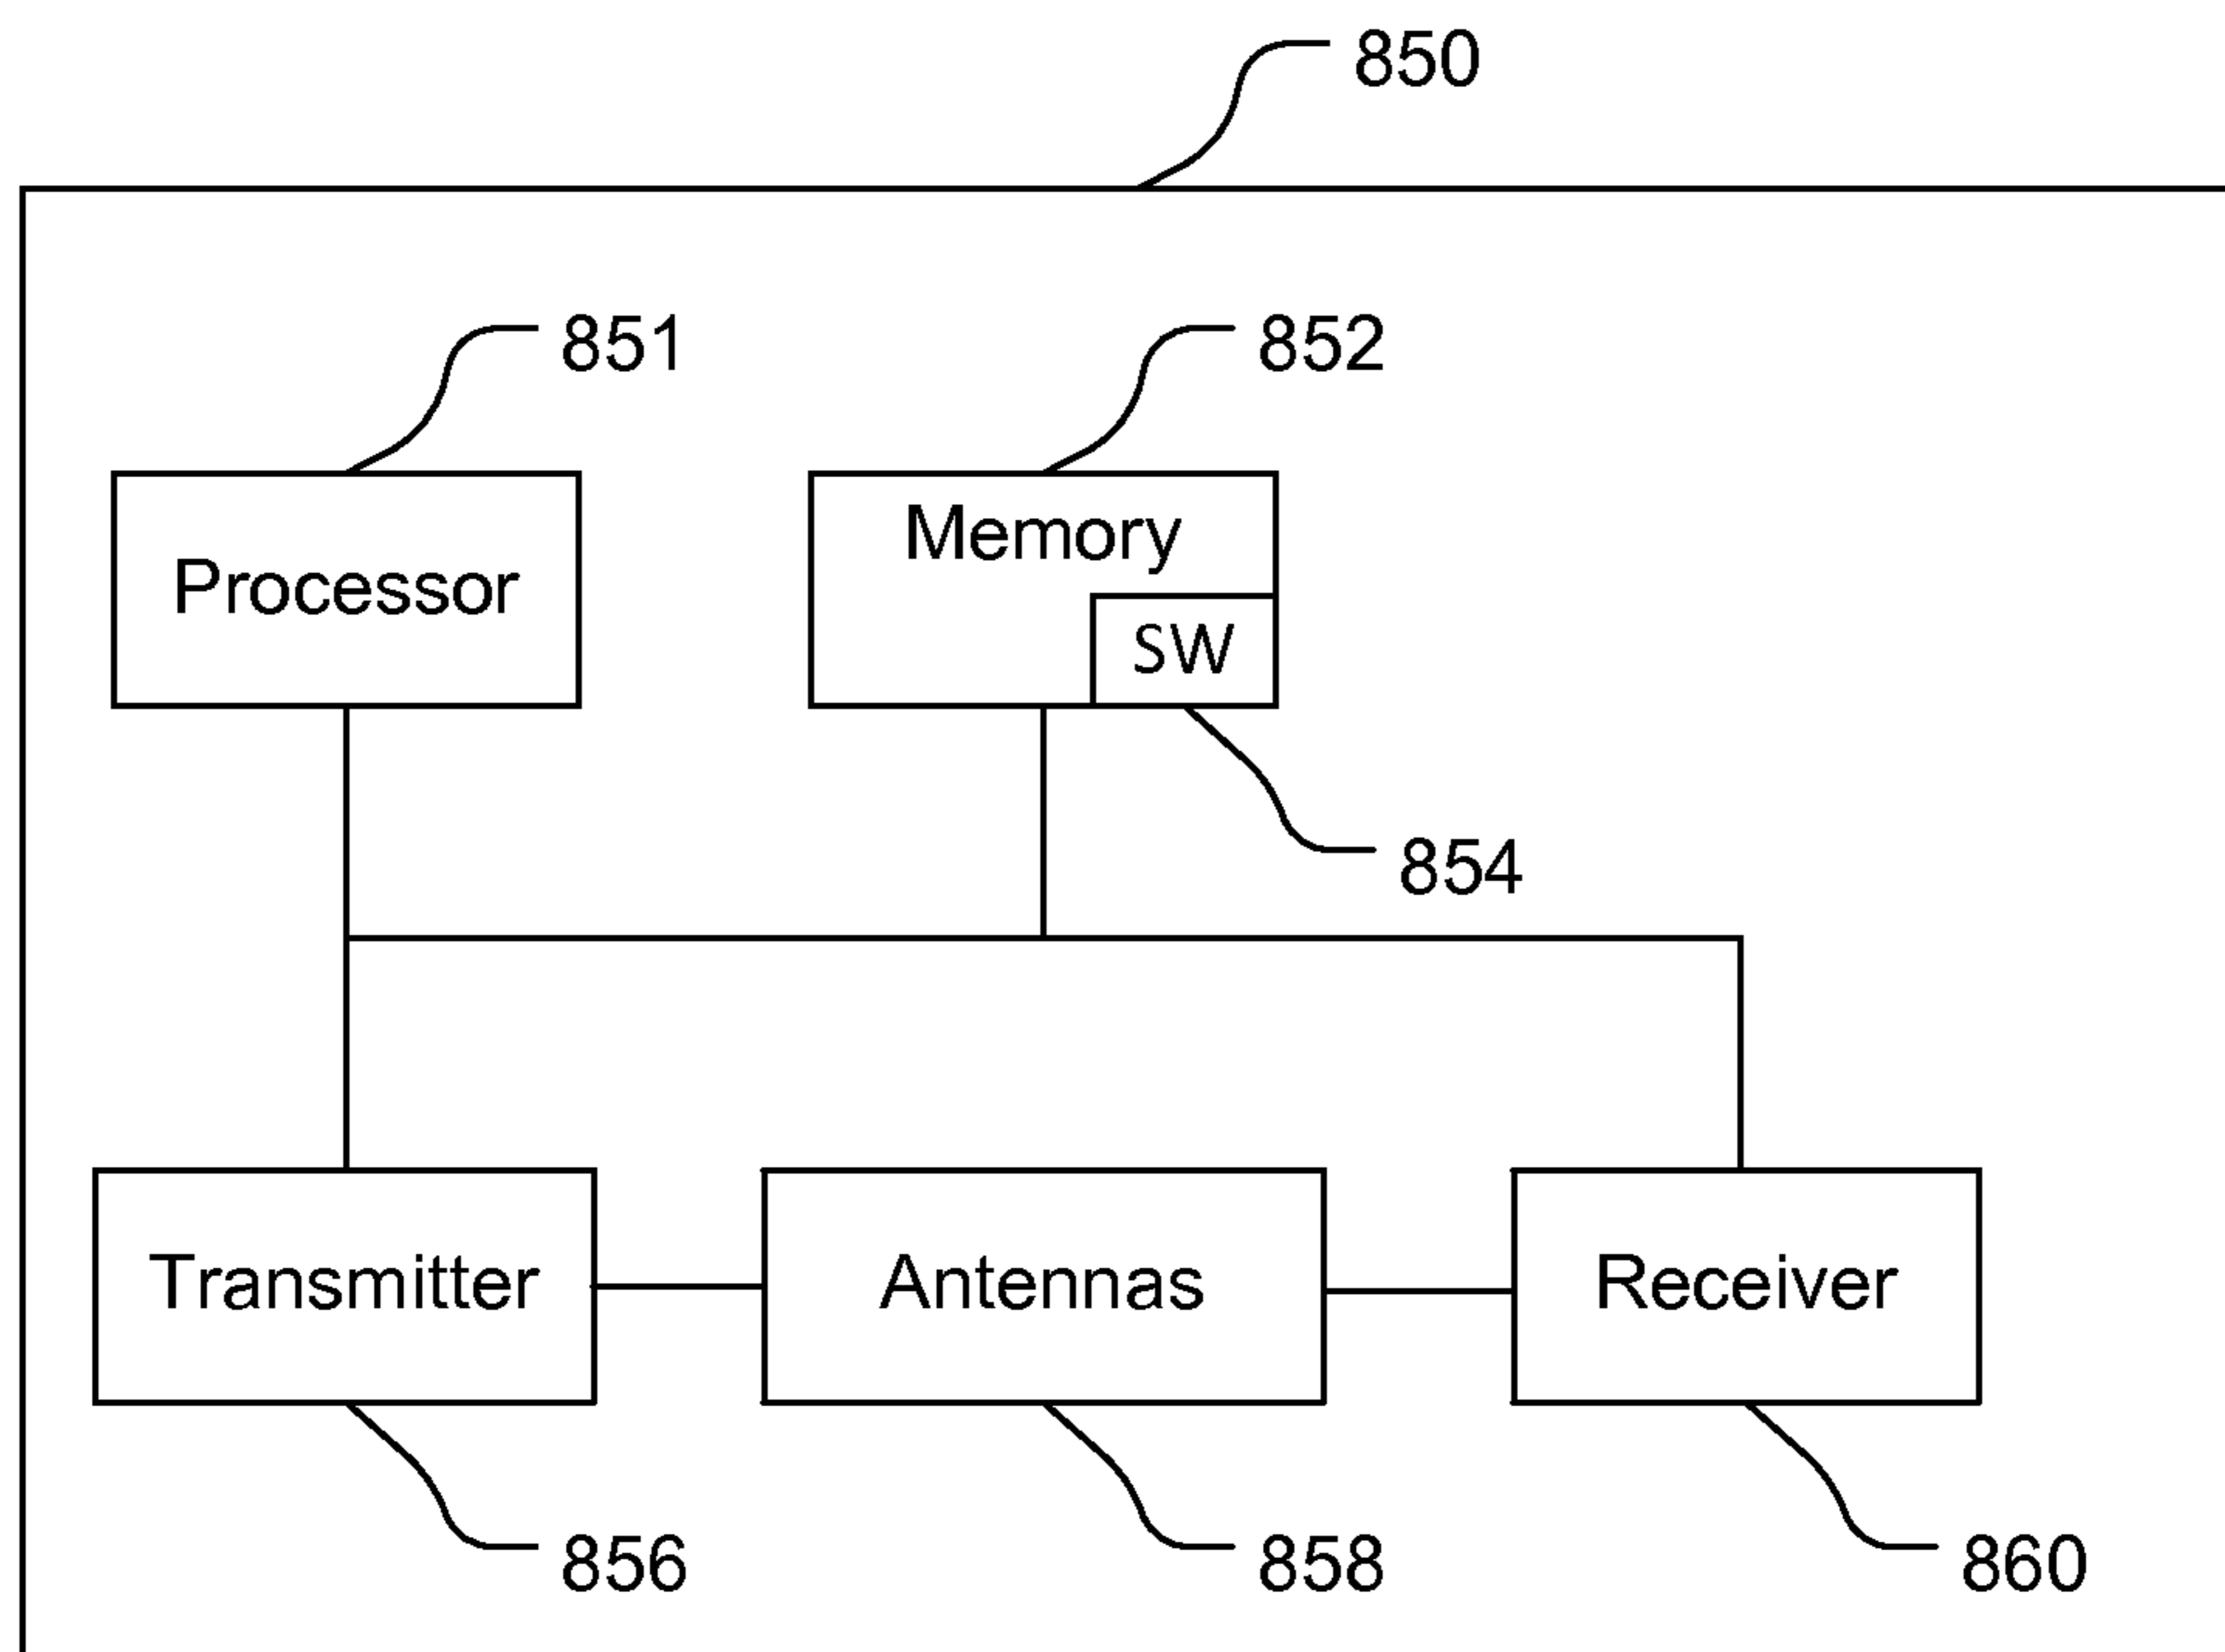 850
851
852
Processor
Memory
SW
854
Transmitter
Antennas
Receiver
856
858
860